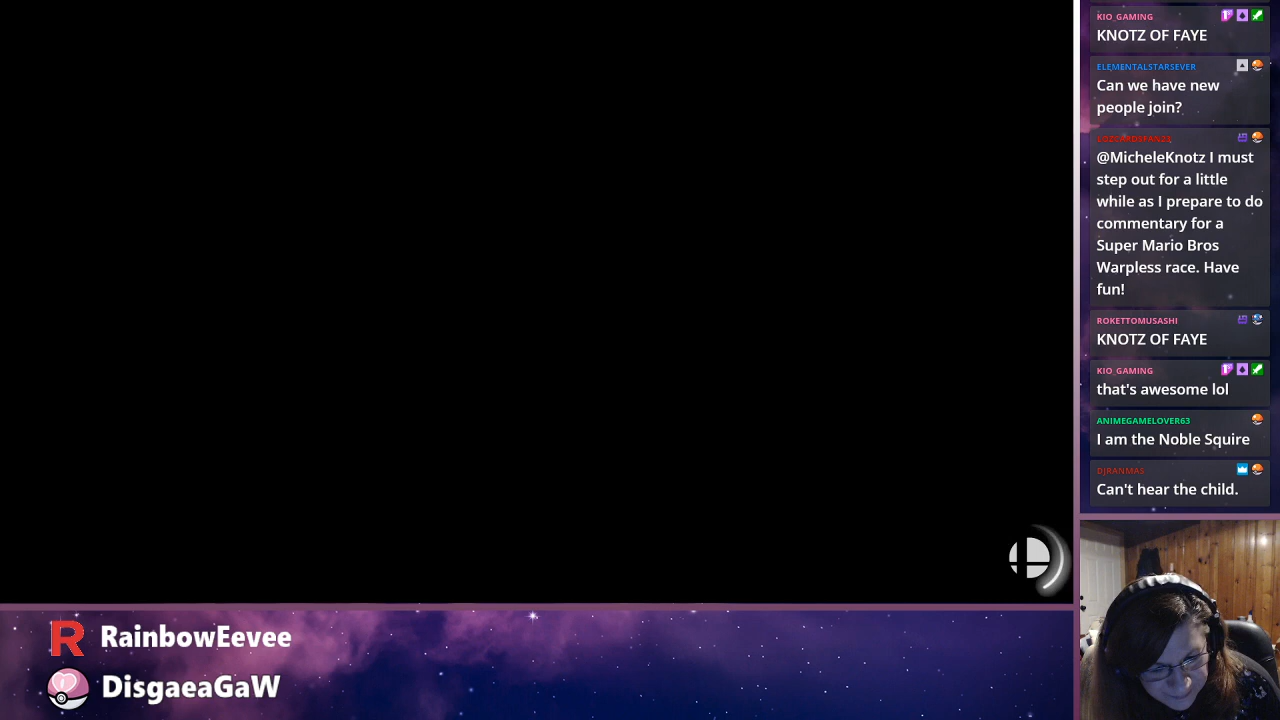 KIO_GAMING
KNOTZ OF FAYE
ELEMENTALSTARSEVER
Can we have new
people join?
@MicheleKnotz I must
step out for a little
while as I prepare to do
commentary for a
Super Mario Bros
Warpless race. Have
fun!
ROKETTOMUSASHI
KNOTZ OF FAYE
KIO_GAMING
that's awesome lol
ANIMEGAMELOVER63
I am the Noble Squire
DJRANMAS
Can't hear the child.
R RainbowEevee
DisgaeaGaW